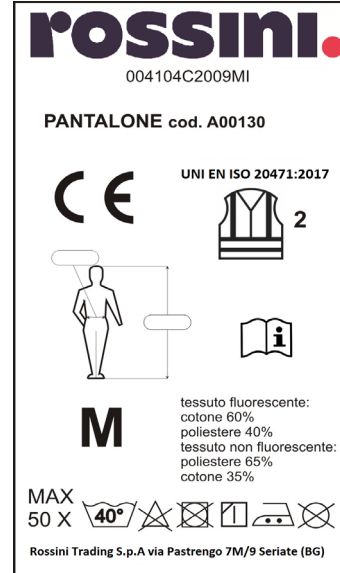 rossini.
004104C2009MI
PANTALONE cod. A00130
CE
UNI EN ISO 20471:2017
2
i
M
tessuto fluorescente:
cotone 60%
poliestere 40%
tessuto non fluorescente:
poliestere 65%
cotone 35%
MAX
50 X 40°
Rossini Trading S.p.A via Pastrengo 7M/9 Seriate (BG)